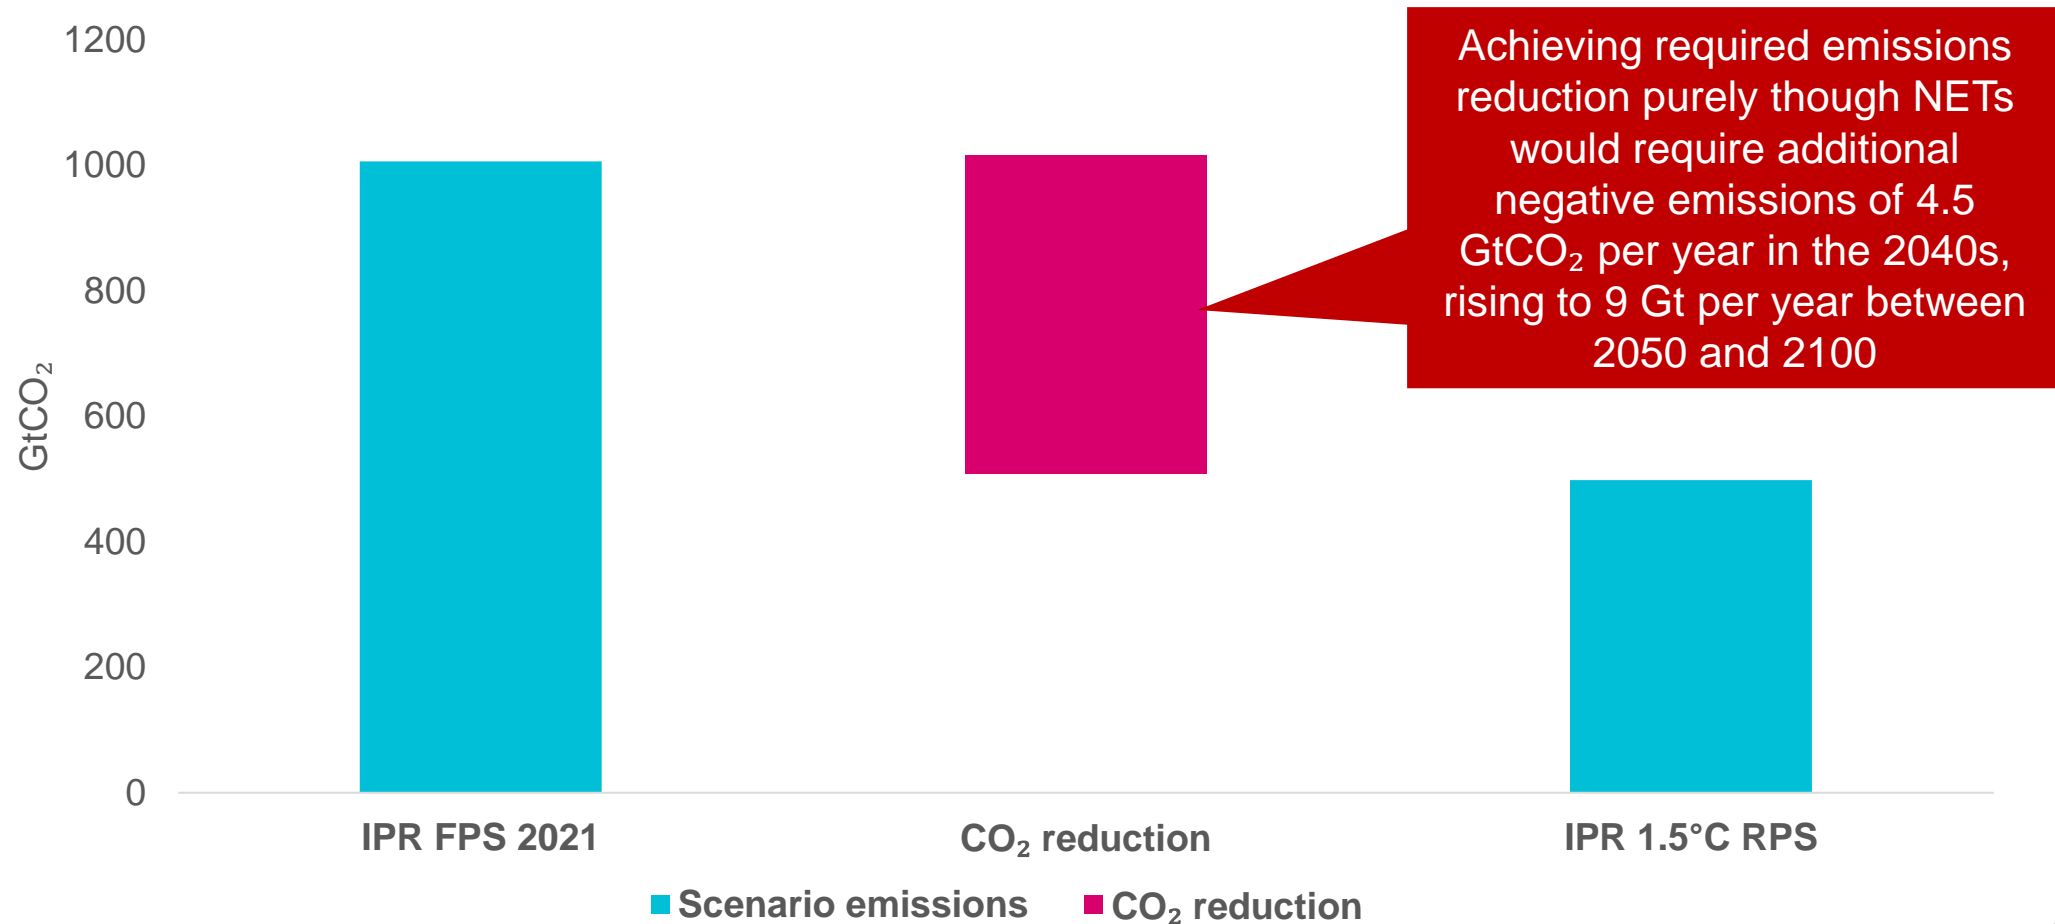 1200
1000
800
600
400
200
0
GtCO₂
Achieving required emissions
reduction purely though NETs
would require additional
negative emissions of 4.5
GtCO₂ per year in the 2040s,
rising to 9 Gt per year between
2050 and 2100
IPR FPS 2021
CO₂ reduction
IPR 1.5°C RPS
Scenario emissions
CO₂ reduction